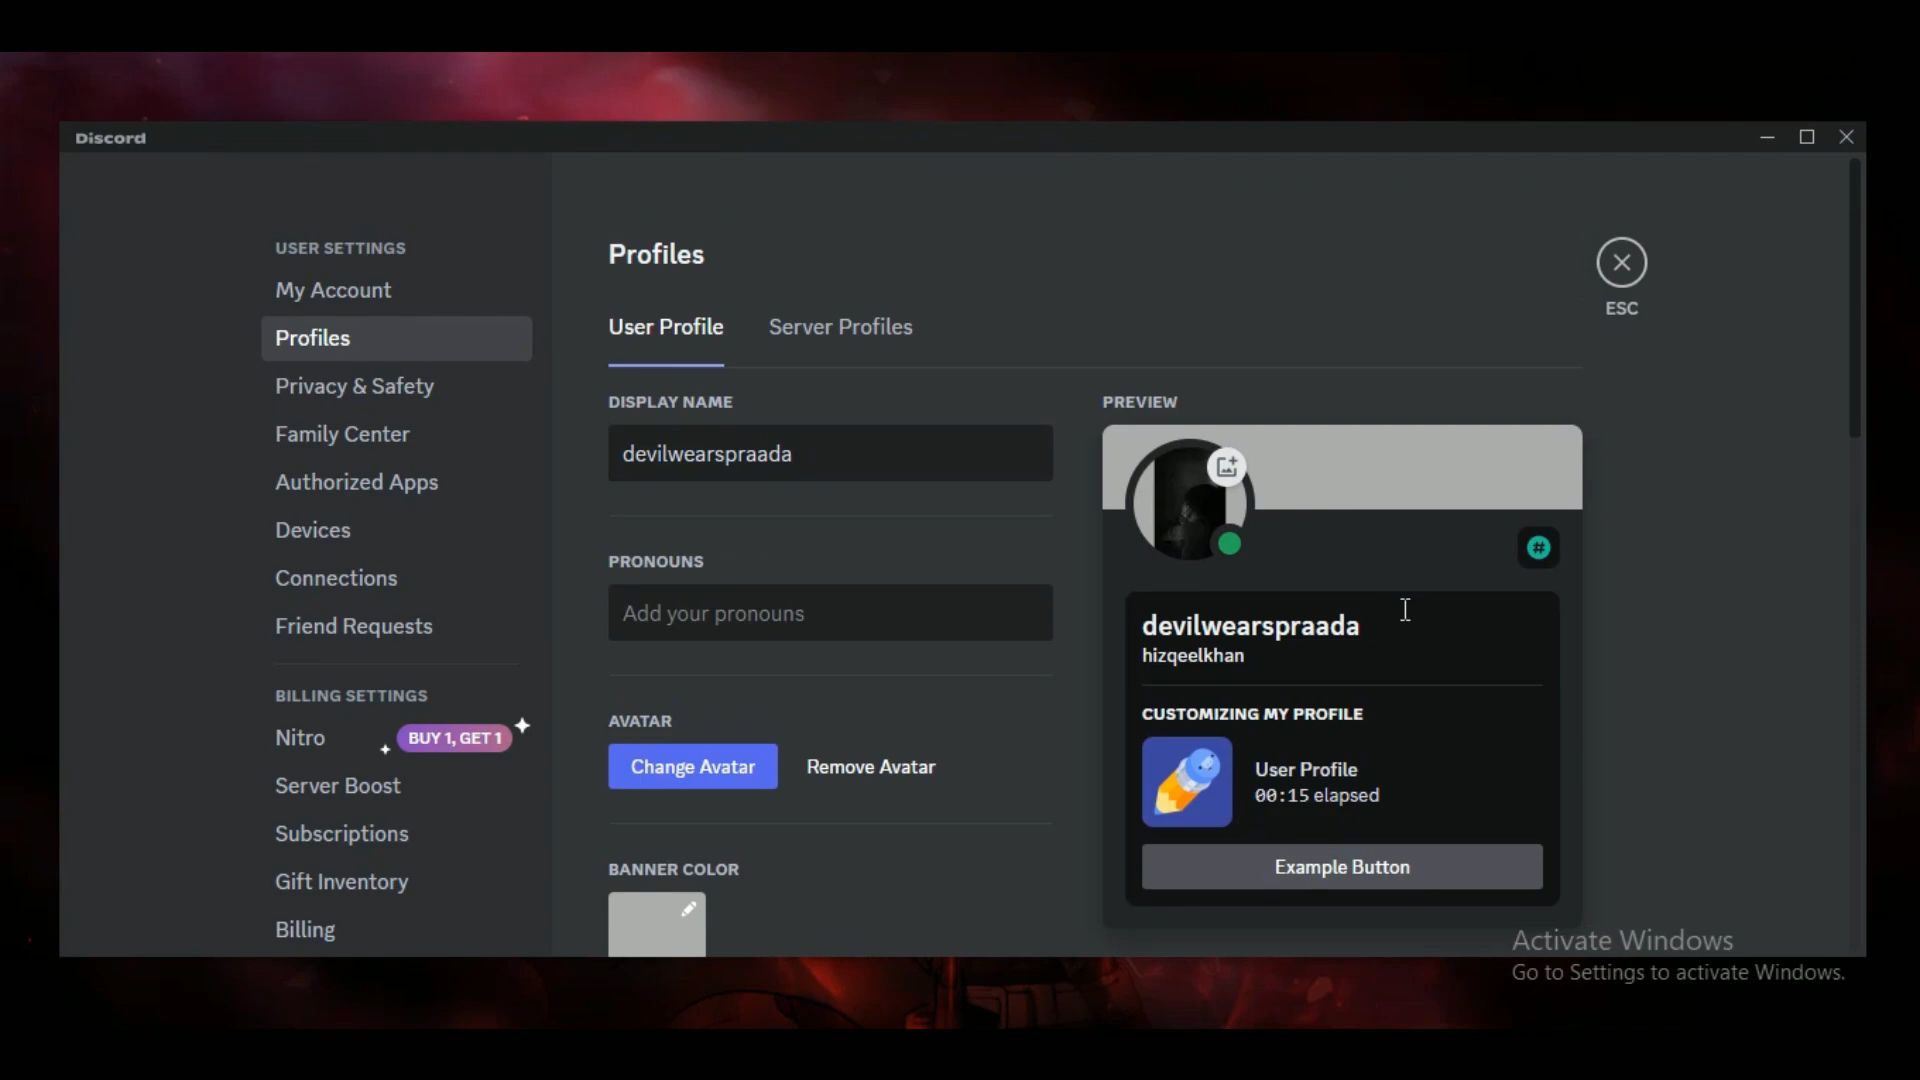 Discord
USER SETTINGS
My Account
Profiles
Privacy & Safety
Family Center
Authorized Apps
Devices
Connections
Friend Requests
BILLING SETTINGS
Nitro
BUY 1, GET 1
Server Boost
Subscriptions
Gift Inventory
Billing
Profiles
User Profile
Server Profiles
ESC
DISPLAY NAME
devilwearspraada
PRONOUNS
Add your pronouns
AVATAR
Change Avatar
Remove Avatar
BANNER COLOR
PREVIEW
#
devilwearspraada
hizqeelkhan
CUSTOMIZING MY PROFILE
User Profile
00:15 elapsed
Example Button
Activate Windows
Go to Settings to activate Windows.